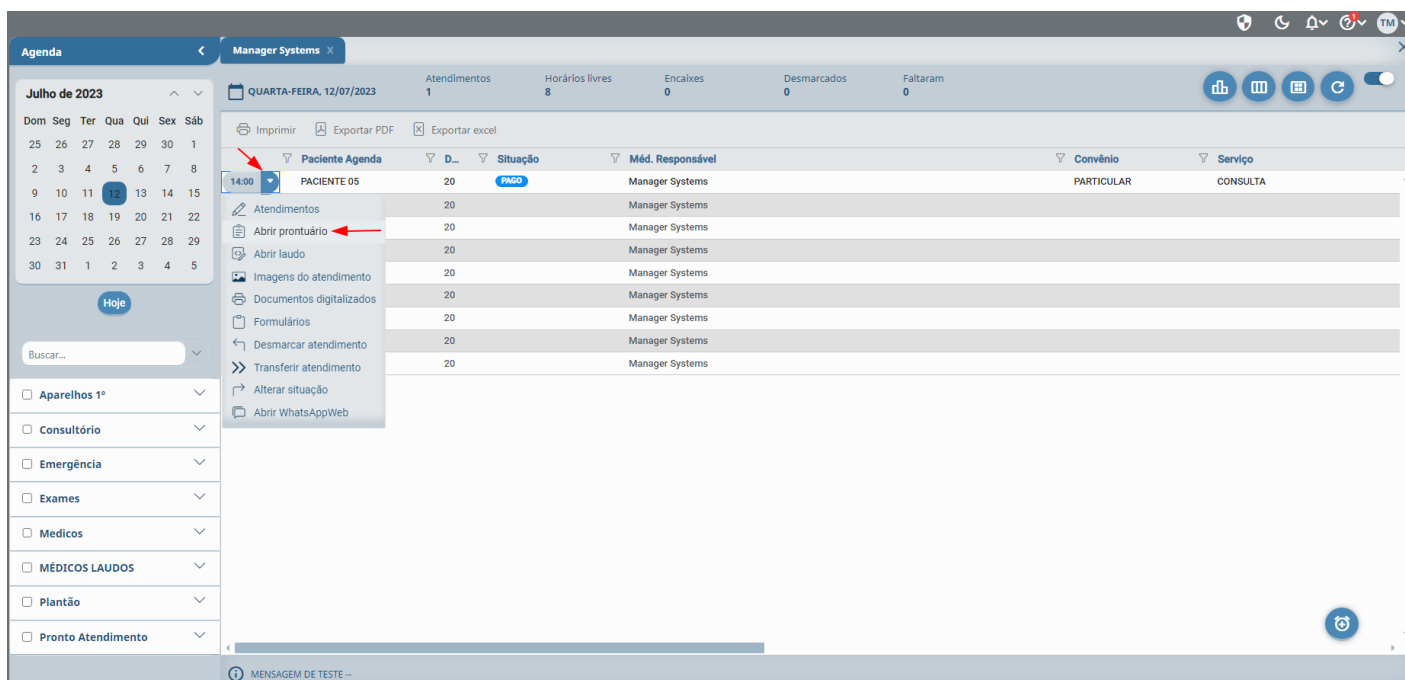 TM
Agenda
Manager Systems X
Julho de 2023
Dom Seg Ter Qua Qui Sex Sáb
25 26 27 28 29 30 1
2 3 4 5 6 7 8
9 10 11 12 13 14 15
16 17 18 19 20 21 22
23 24 25 26 27 28 29
30 31 1 2 3 4 5
Hoje
Buscar...
Aparelhos 1º
Consultório
Emergência
Exames
Medicos
MÉDICOS LAUDOS
Plantão
Pronto Atendimento
QUARTA-FEIRA, 12/07/2023
Atendimentos Horários livres Encaixes Desmarcados Faltaram
1 8 0 0 0
Imprimir Exportar PDF Exportar excel
Paciente Agenda D... Situação Méd. Responsável Convênio Serviço
14:00 PACIENTE 05 20 PAGO Manager Systems PARTICULAR CONSULTA
20 Manager Systems
20 Manager Systems
20 Manager Systems
20 Manager Systems
20 Manager Systems
20 Manager Systems
20 Manager Systems
20 Manager Systems
Atendimentos
Abrir prontuário
Abrir laudo
Imagens do atendimento
Documentos digitalizados
Formulários
Desmarcar atendimento
Transferir atendimento
Alterar situação
Abrir WhatsAppWeb
MENSAGEM DE TESTE --